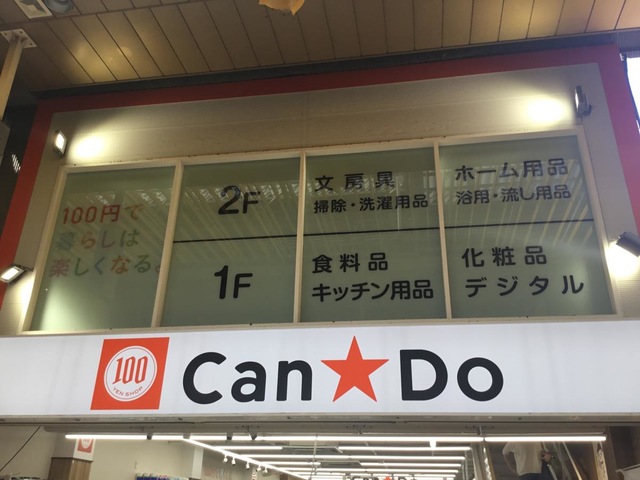 100円で
暮らしは
楽しくなる。
2F
文房具
掃除・洗濯用品
ホーム用品
浴用・流し用品
1F
食料品
キッチン用品
化粧品
デジタル
100
YEN SHOP
Can★Do